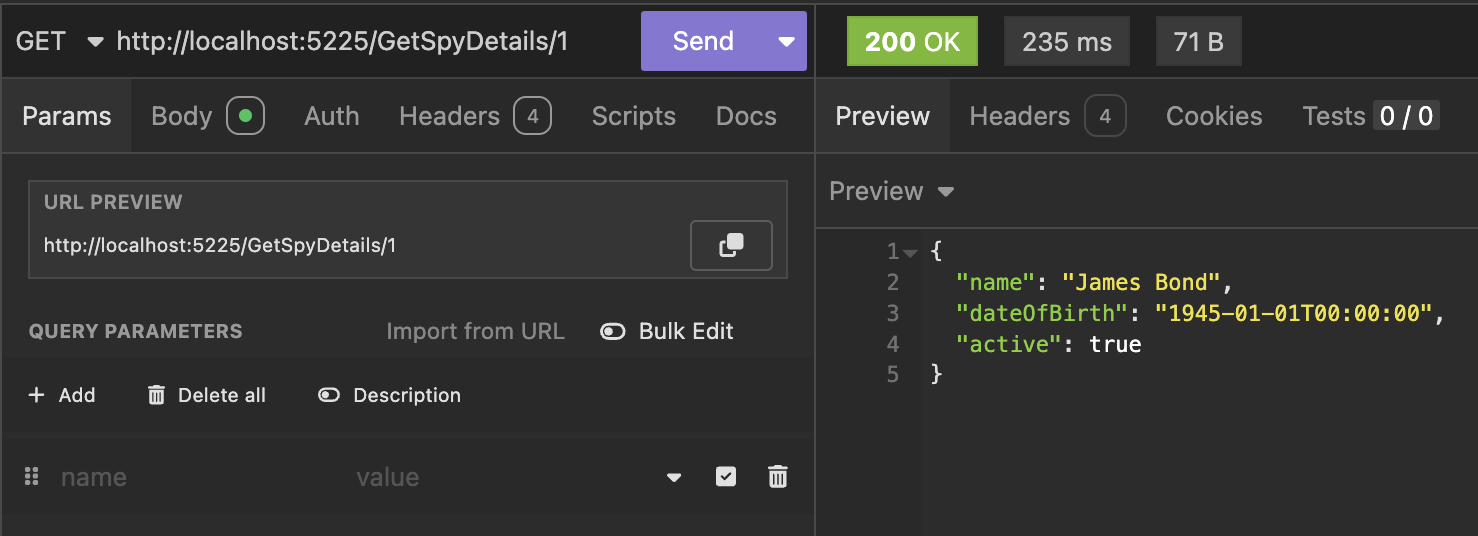 GET http://localhost:5225/GetSpyDetails/1 Send
Params Body Auth Headers 4 Scripts Docs
URL PREVIEW
http://localhost:5225/GetSpyDetails/1
QUERY PARAMETERS Import from URL Bulk Edit
+ Add Delete all Description
name value
200 OK 235 ms 71 B
Preview Headers 4 Cookies Tests 0 / 0
Preview
1 {
2 "name": "James Bond",
3 "dateOfBirth": "1945-01-01T00:00:00",
4 "active": true
5 }